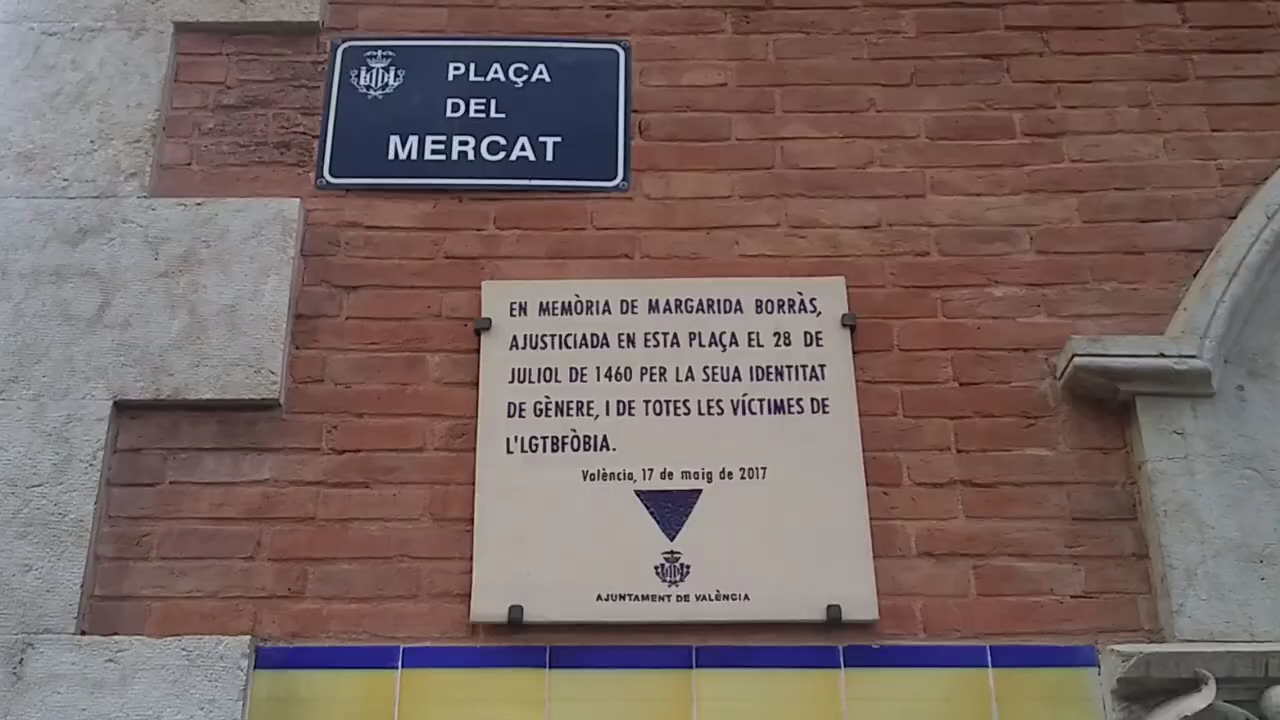 PLAÇA
DEL
MERCAT
EN MEMÒRIA DE MARGARIDA BORRÀS,
AJUSTICIADA EN ESTA PLAÇA EL 28 DE
JULIOL DE 1460 PER LA SEUA IDENTITAT
DE GÈNERE, I DE TOTES LES VÍCTIMES DE
L'LGTBFÒBIA.
València, 17 de maig de 2017
AJUNTAMENT DE VALÈNCIA